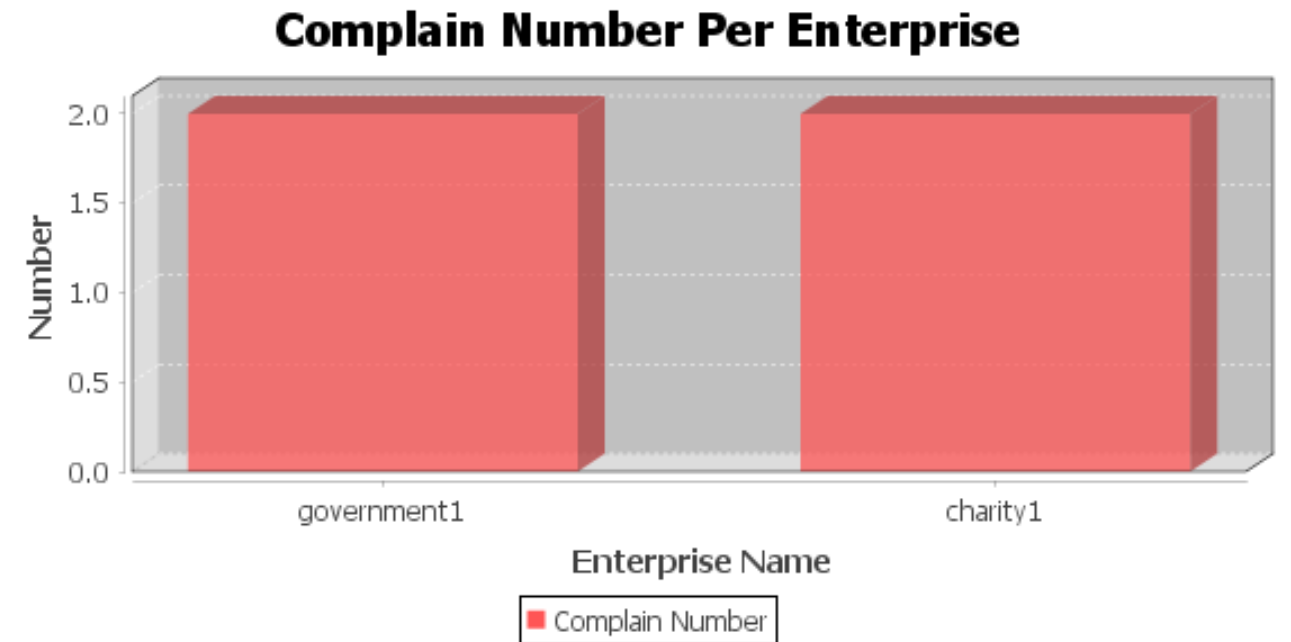 Complain Number Per Enterprise
2.0
1.5
1.0
0.5
0.0
Number
government1 charity1
Enterprise Name
Complain Number